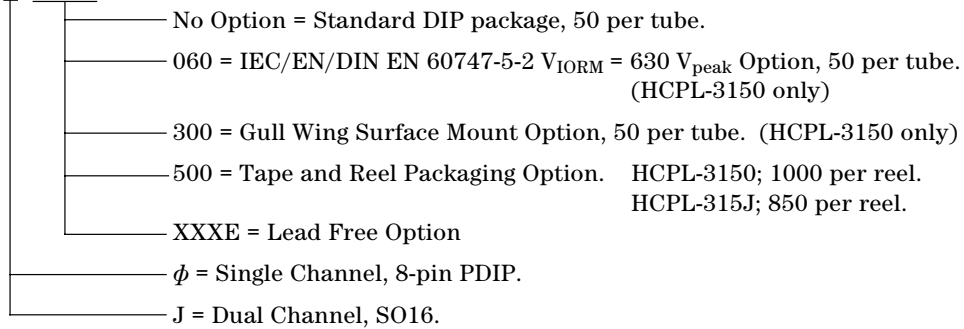 No Option = Standard DIP package, 50 per tube.
060 = IEC/EN/DIN EN 60747-5-2 V_IORM = 630 V_peak Option, 50 per tube.
(HCPL-3150 only)
300 = Gull Wing Surface Mount Option, 50 per tube. (HCPL-3150 only)
500 = Tape and Reel Packaging Option. HCPL-3150; 1000 per reel.
HCPL-315J; 850 per reel.
XXXE = Lead Free Option
ϕ = Single Channel, 8-pin PDIP.
J = Dual Channel, SO16.